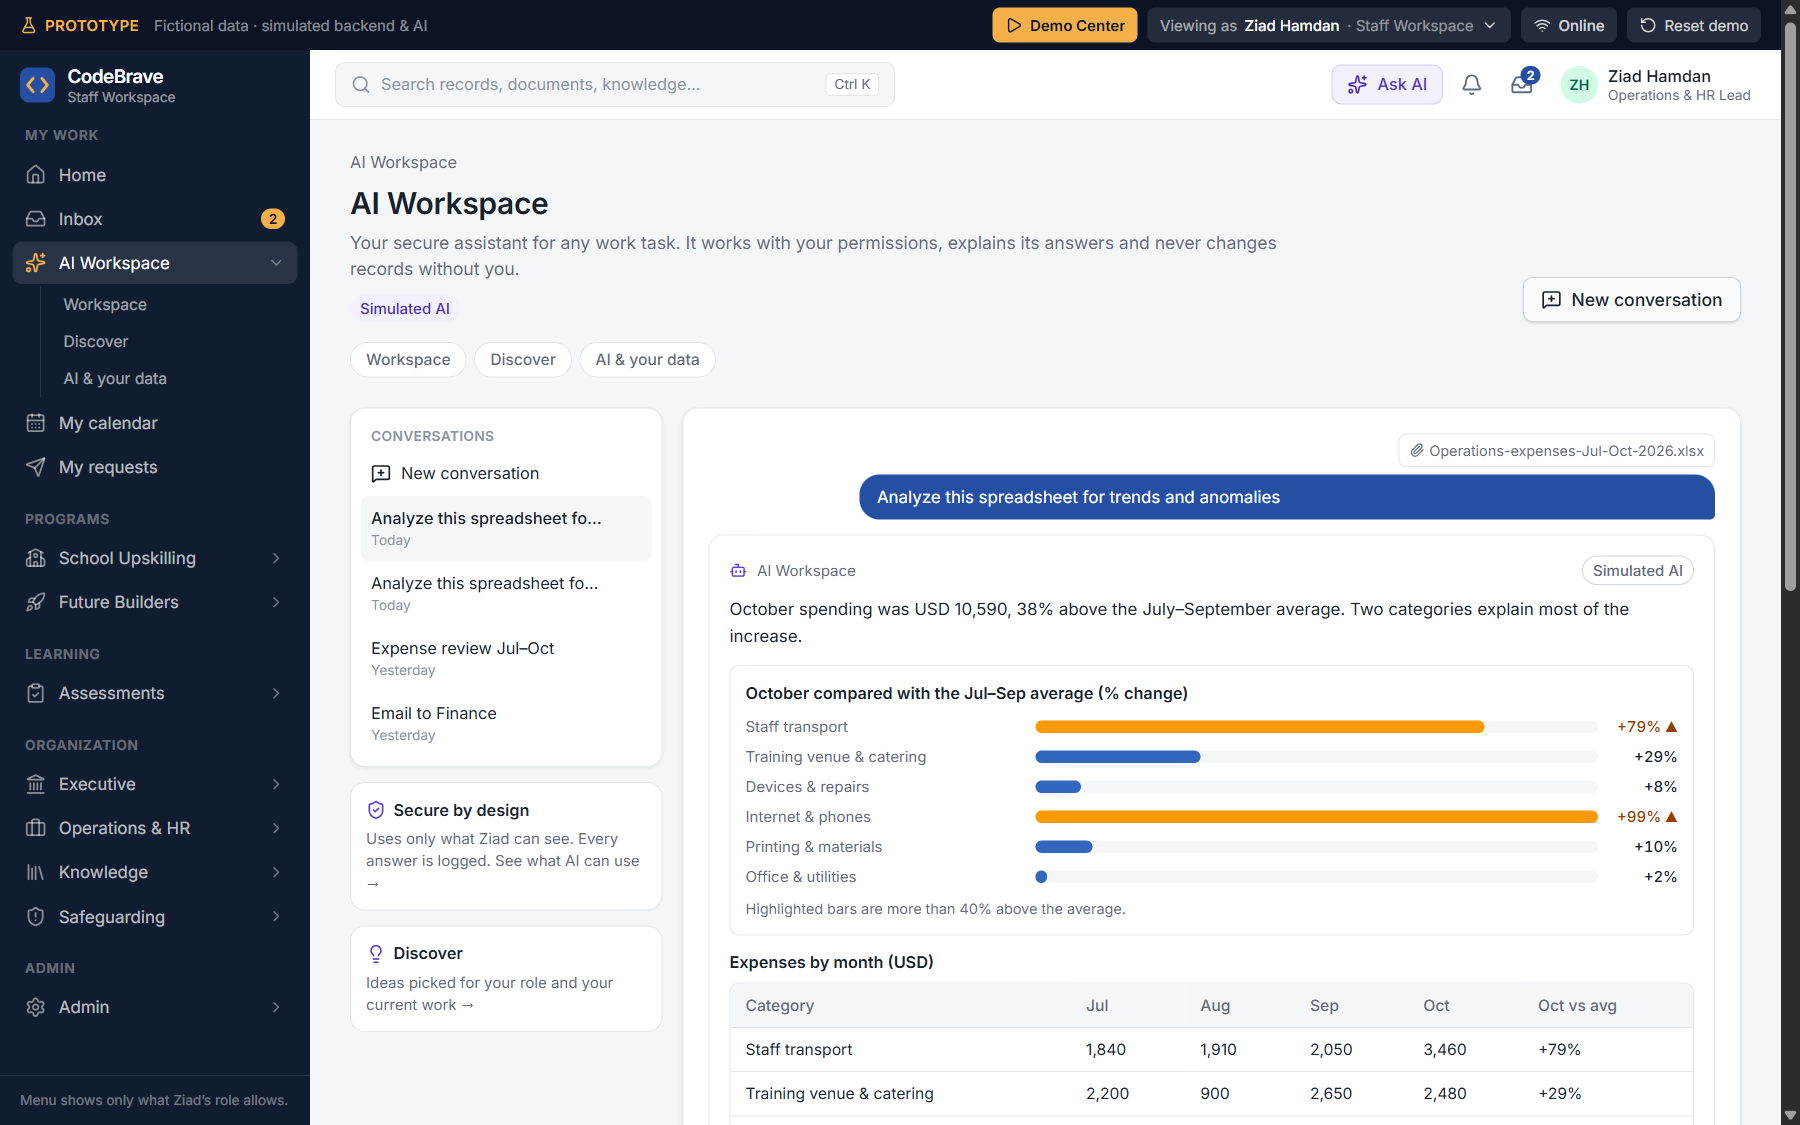 PROTOTYPE Fictional data · simulated backend & AI
Demo Center
Viewing as Ziad Hamdan · Staff Workspace
Online
Reset demo
CodeBrave
Staff Workspace
Search records, documents, knowledge... Ctrl K
Ask AI
2
ZH
Ziad Hamdan
Operations & HR Lead
MY WORK
Home
Inbox 2
AI Workspace
Workspace
Discover
AI & your data
My calendar
My requests
PROGRAMS
School Upskilling
Future Builders
LEARNING
Assessments
ORGANIZATION
Executive
Operations & HR
Knowledge
Safeguarding
ADMIN
Admin
Menu shows only what Ziad's role allows.
AI Workspace
AI Workspace
Your secure assistant for any work task. It works with your permissions, explains its answers and never changes
records without you.
Simulated AI
New conversation
Workspace
Discover
AI & your data
CONVERSATIONS
New conversation
Analyze this spreadsheet fo...
Today
Analyze this spreadsheet fo...
Today
Expense review Jul–Oct
Yesterday
Email to Finance
Yesterday
Secure by design
Uses only what Ziad can see. Every
answer is logged. See what AI can use
→
Discover
Ideas picked for your role and your
current work →
Operations-expenses-Jul-Oct-2026.xlsx
Analyze this spreadsheet for trends and anomalies
AI Workspace
Simulated AI
October spending was USD 10,590, 38% above the July–September average. Two categories explain most of the
increase.
October compared with the Jul–Sep average (% change)
Staff transport +79% ▲
Training venue & catering +29%
Devices & repairs +8%
Internet & phones +99% ▲
Printing & materials +10%
Office & utilities +2%
Highlighted bars are more than 40% above the average.
Expenses by month (USD)
Category Jul Aug Sep Oct Oct vs avg
Staff transport 1,840 1,910 2,050 3,460 +79%
Training venue & catering 2,200 900 2,650 2,480 +29%